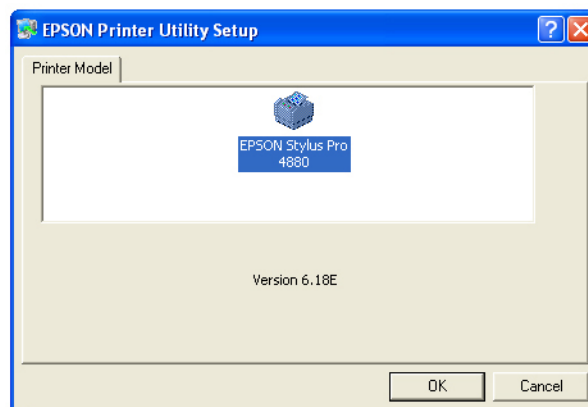 EPSON Printer Utility Setup
Printer Model
EPSON Stylus Pro
4880
Version 6.18E
OK
Cancel